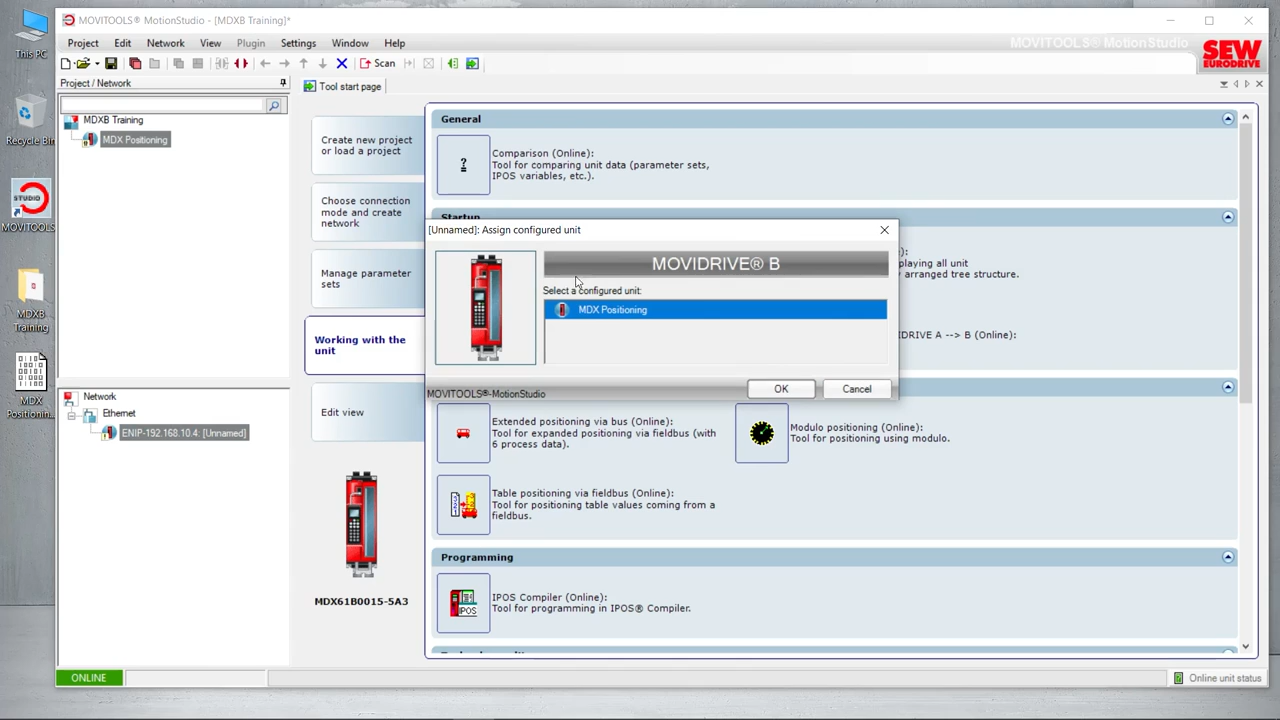 This PC
Recycle Bin
STUDIO
MOVITOOLS
MDXB
Training
MDX
Positionin...
MOVITOOLS® MotionStudio - [MDXB Training]*
Project Edit Network View Plugin Settings Window Help
MOVITOOLS® MotionStudio
SEW
EURODRIVE
Scan
Project / Network
MDXB Training
MDX Positioning
Network
Ethernet
ENIP-192.168.10.4: [Unnamed]
Tool start page
Create new project
or load a project
Choose connection
mode and create
network
Manage parameter
sets
Working with the
unit
Edit view
MDX61B0015-5A3
General
Comparison (Online):
Tool for comparing unit data (parameter sets,
IPOS variables, etc.).
Startup
):
playing all unit
y arranged tree structure.
IDRIVE A --> B (Online):
[Unnamed]: Assign configured unit
MOVIDRIVE® B
Select a configured unit:
MDX Positioning
MOVITOOLS®-MotionStudio
OK
Cancel
Extended positioning via bus (Online):
Tool for expanded positioning via fieldbus (with
6 process data).
Modulo positioning (Online):
Tool for positioning using modulo.
Table positioning via fieldbus (Online):
Tool for positioning table values coming from a
fieldbus.
Programming
IPOS
IPOS Compiler (Online):
Tool for programming in IPOS® Compiler.
ONLINE
Online unit status